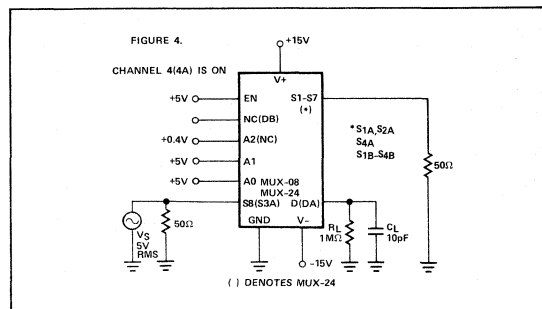 FIGURE 4.
+15V
CHANNEL 4(4A) IS ON
V+
+5V
EN
S1–S7
(*)
NC(DB)
*S1A,S2A
S4A
S1B–S4B
+0.4V
A2(NC)
+5V
A1
50Ω
+5V
A0
MUX-08
MUX-24
S8(S3A)
D(DA)
VS
5V
RMS
50Ω
GND
V–
RL
1MΩ
CL
10pF
–15V
( ) DENOTES MUX-24